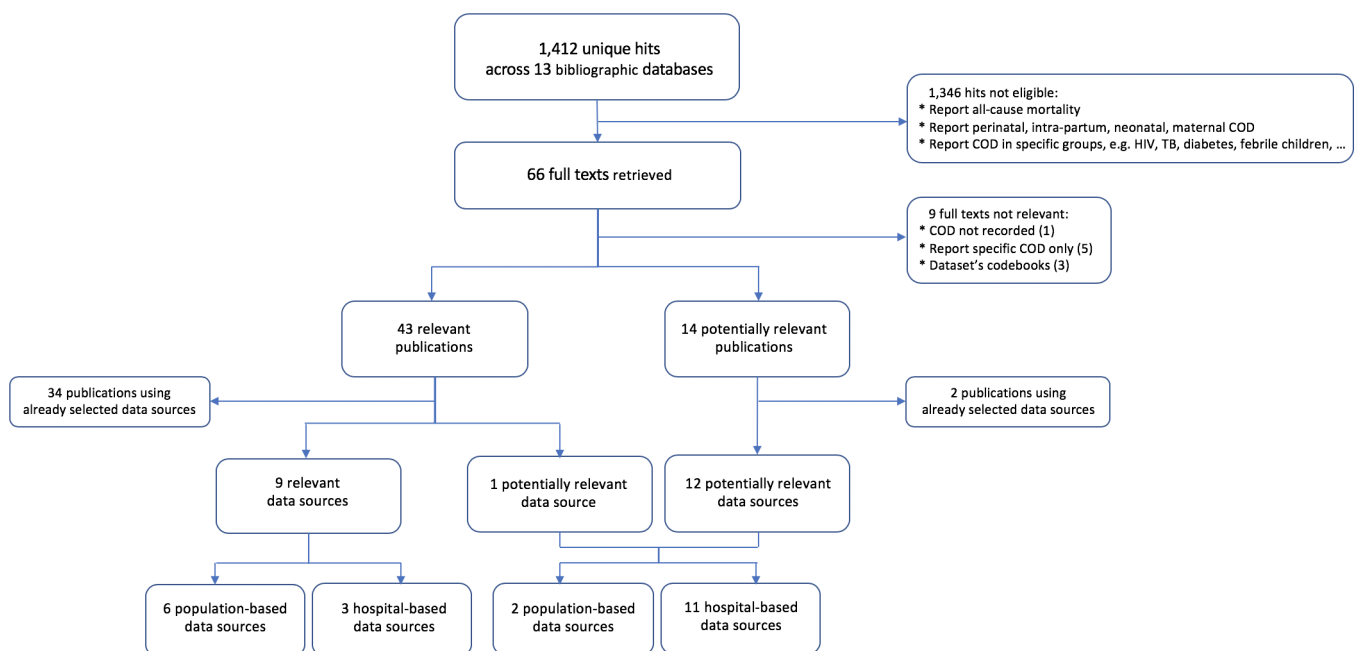 1,412 unique hits
across 13 bibliographic databases
1,346 hits not eligible:
* Report all-cause mortality
* Report perinatal, intra-partum, neonatal, maternal COD
* Report COD in specific groups, e.g. HIV, TB, diabetes, febrile children, ...
66 full texts retrieved
9 full texts not relevant:
* COD not recorded (1)
* Report specific COD only (5)
* Dataset's codebooks (3)
43 relevant
publications
14 potentially relevant
publications
34 publications using
already selected data sources
2 publications using
already selected data sources
9 relevant
data sources
1 potentially relevant
data source
12 potentially relevant
data sources
6 population-based
data sources
3 hospital-based
data sources
2 population-based
data sources
11 hospital-based
data sources